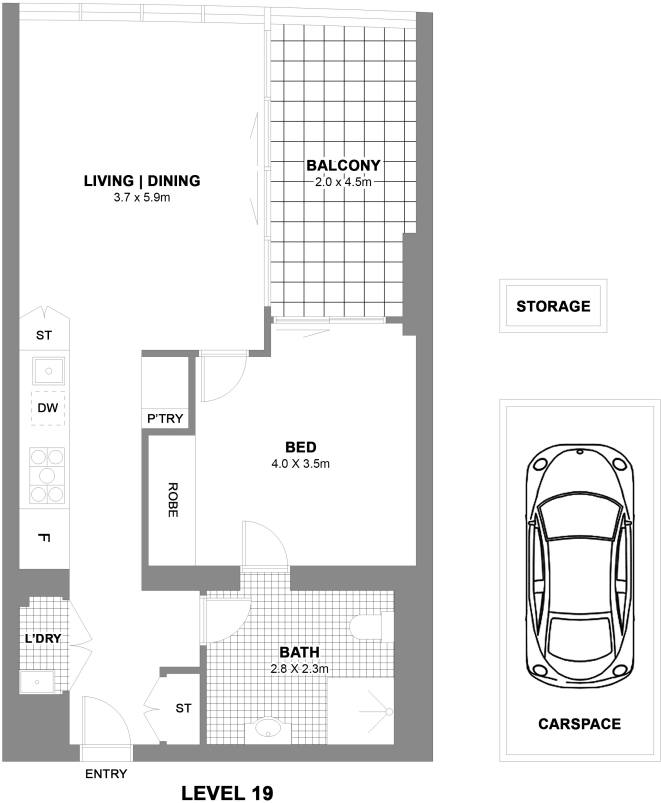 LIVING | DINING
3.7 x 5.9m
BALCONY
2.0 x 4.5m
STORAGE
ST
DW
P'TRY
BED
4.0 X 3.5m
ROBE
F
L'DRY
BATH
2.8 X 2.3m
ST
CARSPACE
ENTRY
LEVEL 19